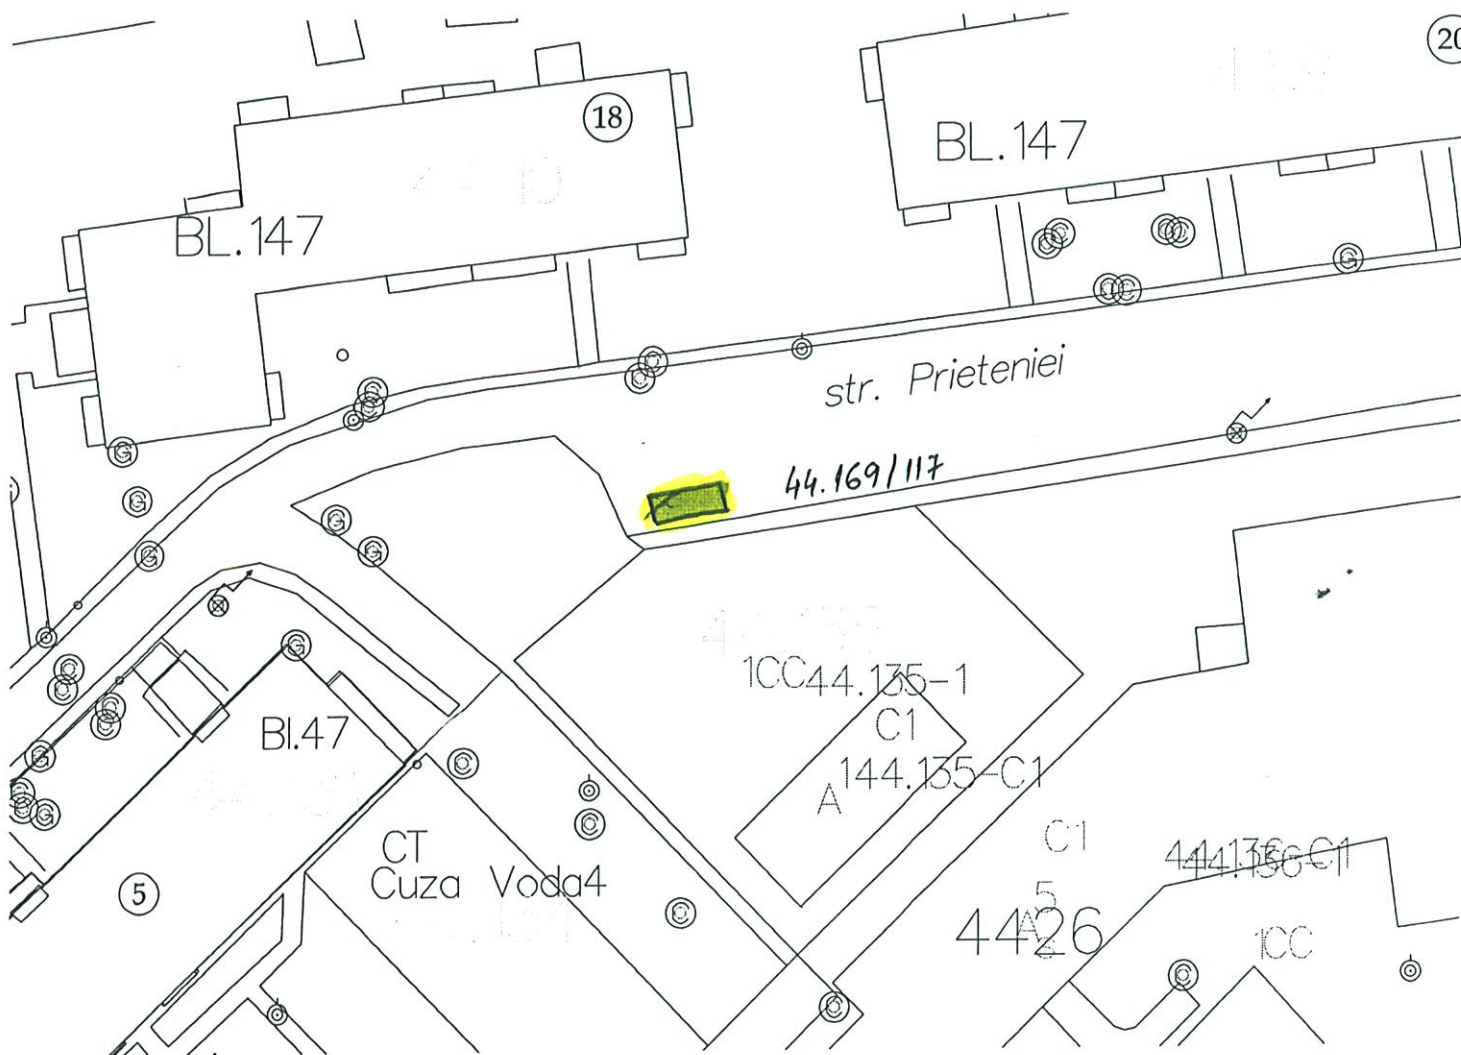 18
20
BL.147
BL.147
str. Prieteniei
44.169/117
1CC44.135-1
C1
144.135-C1
A
Bl.47
CT
Cuza Voda4
5
C1
5
4426
1CC